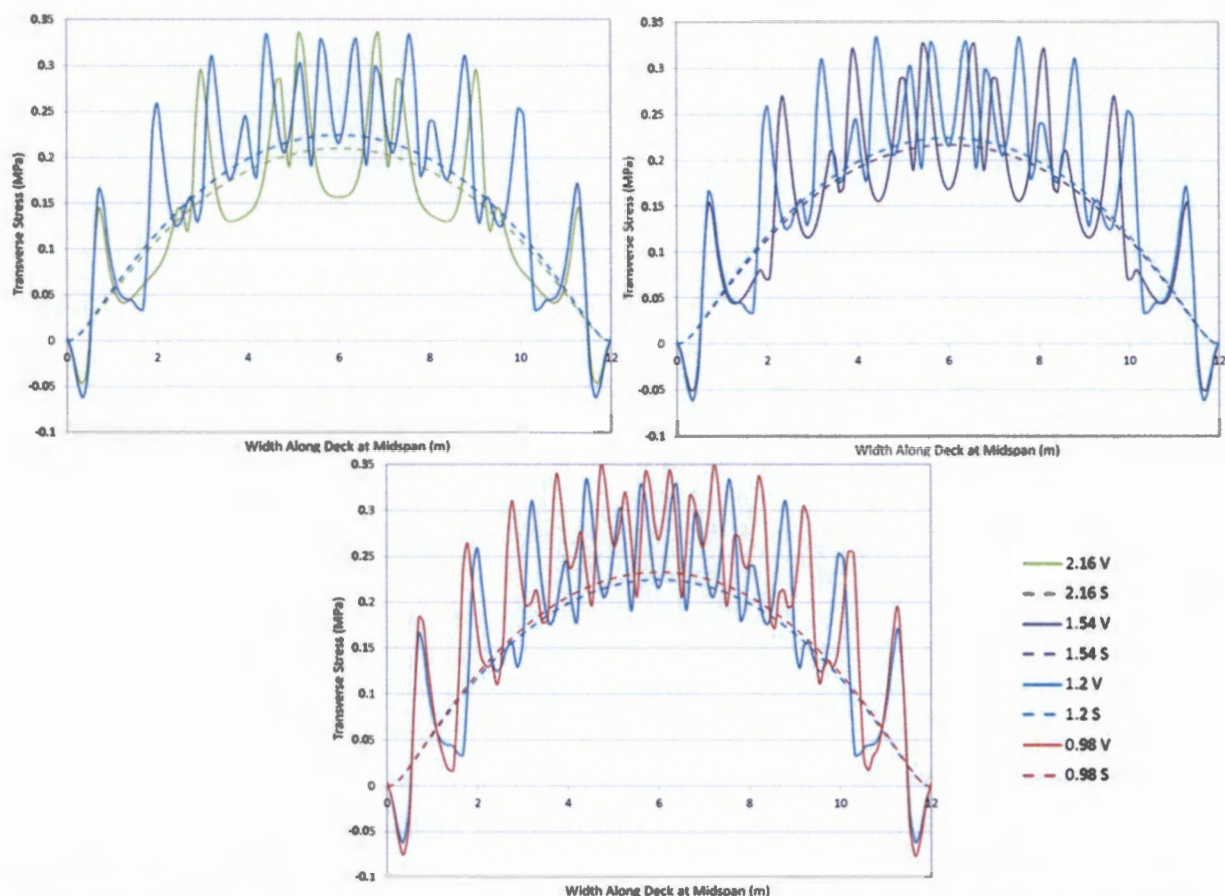 0.35
0.3
0.25
0.2
0.15
0.1
0.05
0
-0.05
-0.1
0 2 4 6 8 10 12
Transverse Stress (MPa)
Width Along Deck at Midspan (m)
0.35
0.3
0.25
0.2
0.15
0.1
0.05
0
-0.05
-0.1
0 2 4 6 8 10 12
Transverse Stress (MPa)
Width Along Deck at Midspan (m)
0.35
0.3
0.25
0.2
0.15
0.1
0.05
0
-0.05
-0.1
0 2 4 6 8 10 12
Transverse Stress (MPa)
Width Along Deck at Midspan (m)
2.16 V
2.16 S
1.54 V
1.54 S
1.2 V
1.2 S
0.98 V
0.98 S